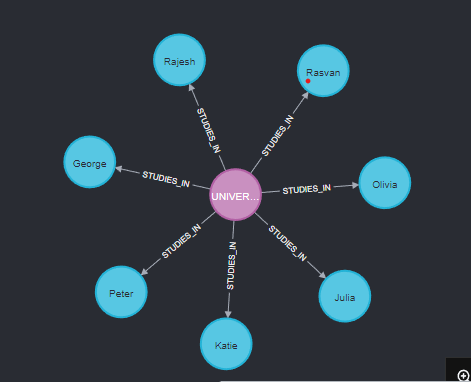 Rajesh
Rasvan
STUDIES_IN
STUDIES_IN
George
STUDIES_IN
STUDIES_IN
Olivia
UNIVER...
STUDIES_IN
STUDIES_IN
STUDIES_IN
Peter
Julia
Katie